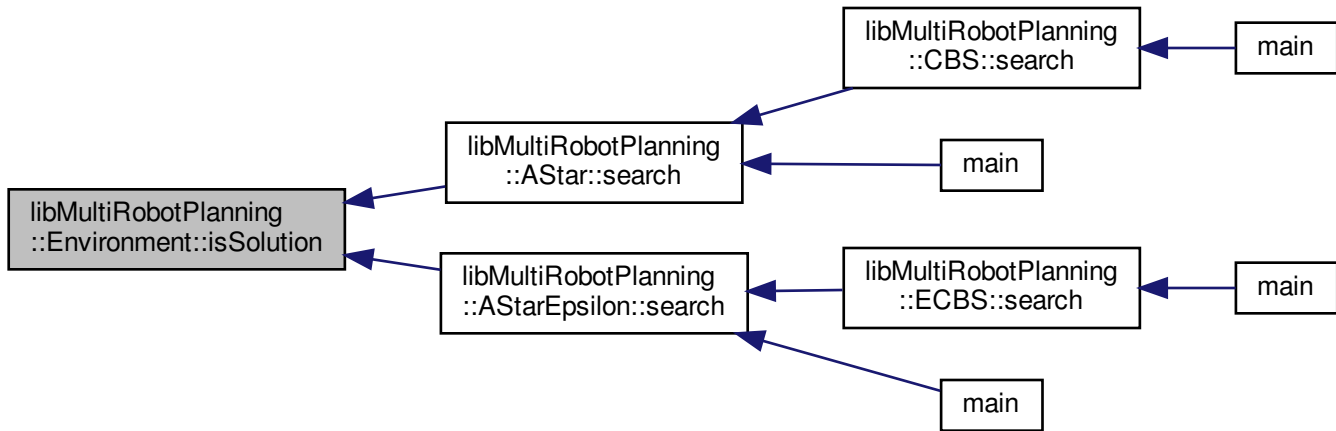 libMultiRobotPlanning
::CBS::search
main
libMultiRobotPlanning
::AStar::search
main
libMultiRobotPlanning
::Environment::isSolution
libMultiRobotPlanning
::AStarEpsilon::search
libMultiRobotPlanning
::ECBS::search
main
main